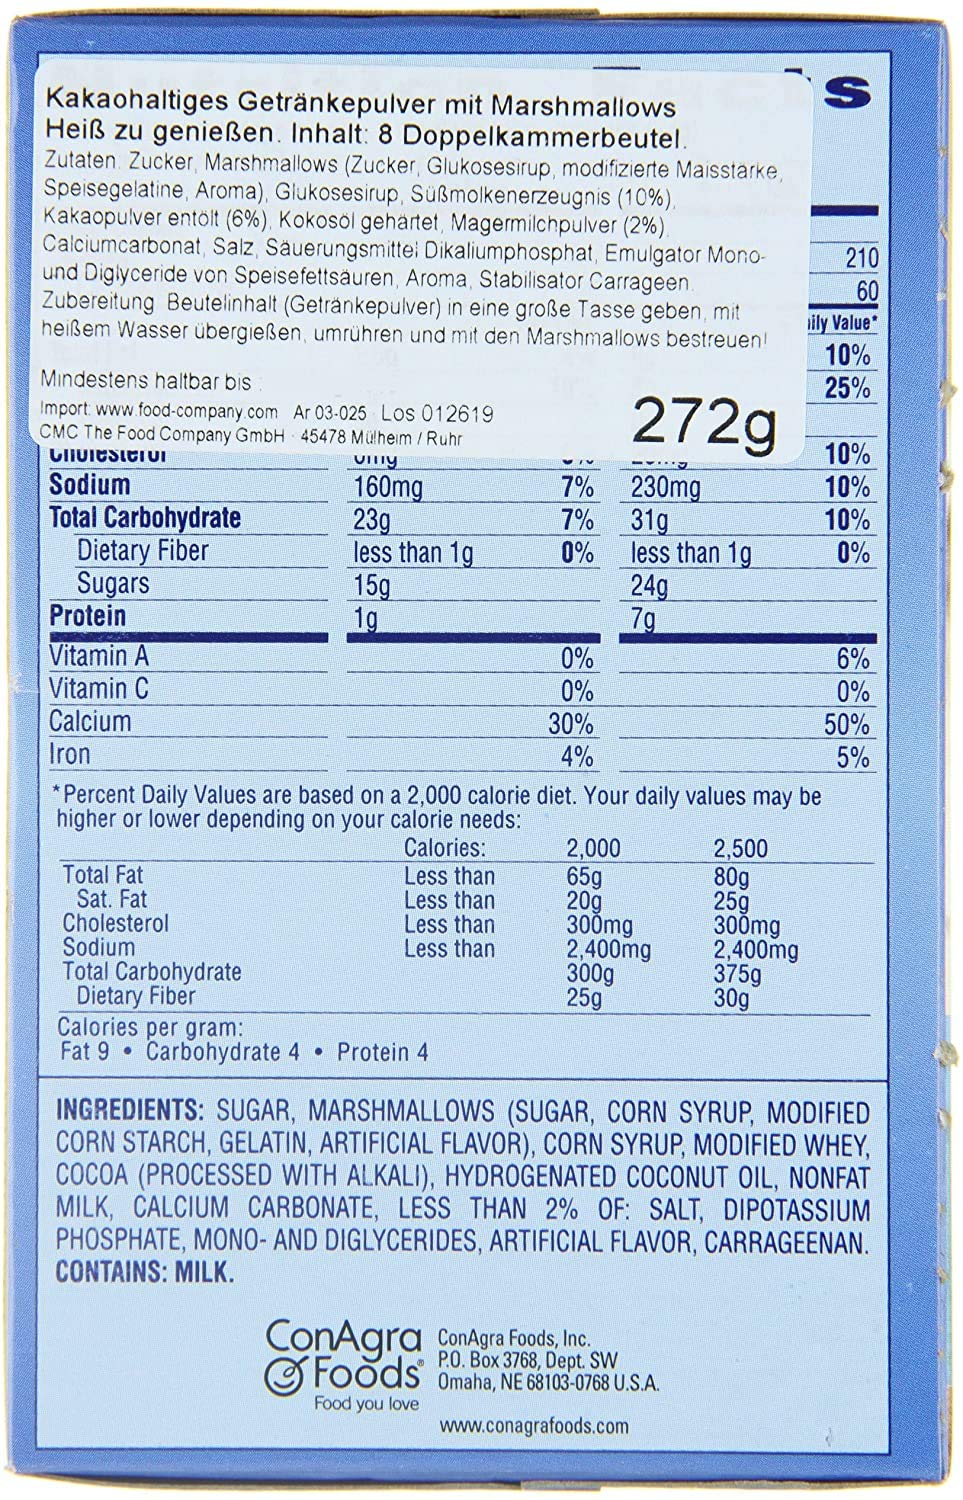 Kakaohaltiges Getränkepulver mit Marshmallows
Heiß zu genießen. Inhalt: 8 Doppelkammerbeutel.
Zutaten. Zucker, Marshmallows (Zucker, Glukosesirup, modifizierte Maisstärke,
Speisegelatine, Aroma), Glukosesirup, Süßmolkenerzeugnis (10%),
Kakaopulver entölt (6%), Kokosöl gehärtet, Magermilchpulver (2%),
Calciumcarbonat, Salz, Säuerungsmittel Dikaliumphosphat, Emulgator Mono-
und Diglyceride von Speisefettsäuren, Aroma, Stabilisator Carrageen.
Zubereitung Beutelinhalt (Getränkepulver) in eine große Tasse geben, mit
heißem Wasser übergießen, umrühren und mit den Marshmallows bestreuen!
Mindestens haltbar bis :
Import: www.food-company.com Ar 03-025 Los 012619
CMC The Food Company GmbH · 45478 Mülheim / Ruhr
272g
210
60
Value*
10%
25%
Cholesterol 0mg 10%
Sodium 160mg 7% 230mg 10%
Total Carbohydrate 23g 7% 31g 10%
Dietary Fiber less than 1g 0% less than 1g 0%
Sugars 15g 24g
Protein 1g 7g
Vitamin A 0% 6%
Vitamin C 0% 0%
Calcium 30% 50%
Iron 4% 5%
*Percent Daily Values are based on a 2,000 calorie diet. Your daily values may be
higher or lower depending on your calorie needs:
Calories: 2,000 2,500
Total Fat Less than 65g 80g
Sat. Fat Less than 20g 25g
Cholesterol Less than 300mg 300mg
Sodium Less than 2,400mg 2,400mg
Total Carbohydrate 300g 375g
Dietary Fiber 25g 30g
Calories per gram:
Fat 9 • Carbohydrate 4 • Protein 4
INGREDIENTS: SUGAR, MARSHMALLOWS (SUGAR, CORN SYRUP, MODIFIED
CORN STARCH, GELATIN, ARTIFICIAL FLAVOR), CORN SYRUP, MODIFIED WHEY,
COCOA (PROCESSED WITH ALKALI), HYDROGENATED COCONUT OIL, NONFAT
MILK, CALCIUM CARBONATE, LESS THAN 2% OF: SALT, DIPOTASSIUM
PHOSPHATE, MONO- AND DIGLYCERIDES, ARTIFICIAL FLAVOR, CARRAGEENAN.
CONTAINS: MILK.
ConAgra
Foods®
Food you love
ConAgra Foods, Inc.
P.O. Box 3768, Dept. SW
Omaha, NE 68103-0768 U.S.A.
www.conagrafoods.com